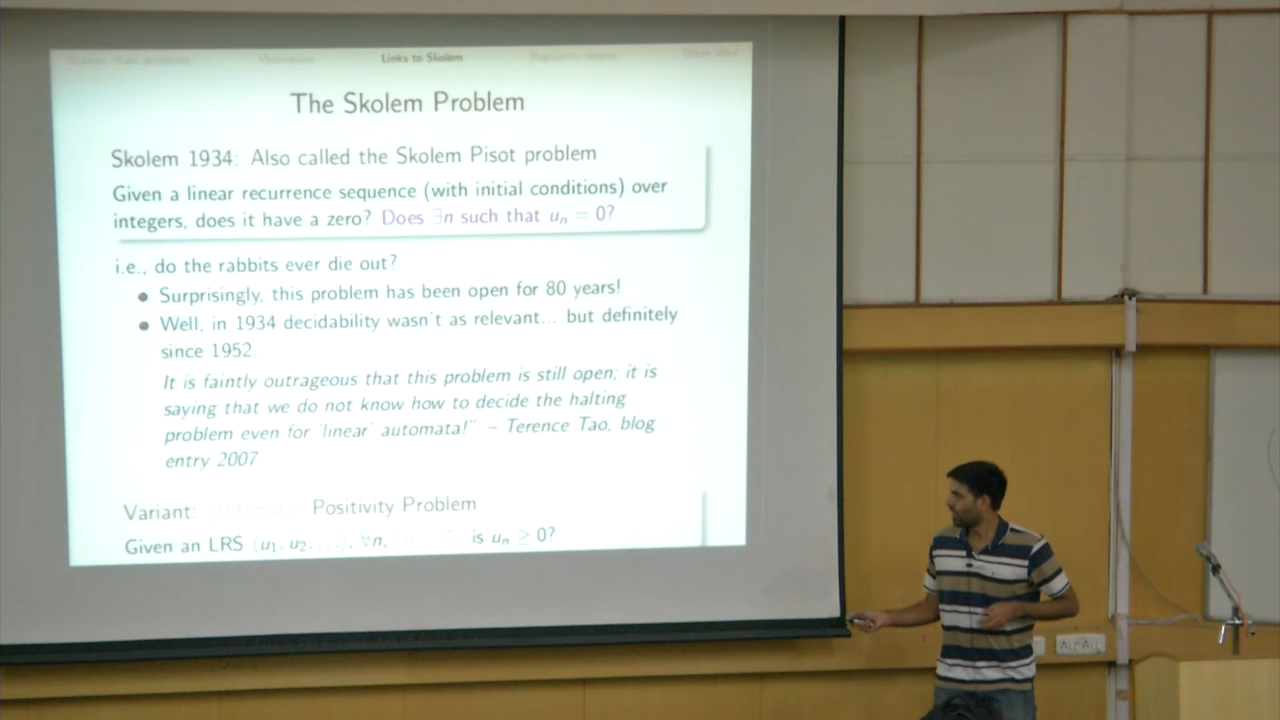 Links to Skolem
The Skolem Problem
Skolem 1934: Also called the Skolem Pisot problem
Given a linear recurrence sequence (with initial conditions) over
integers, does it have a zero? Does ∃n such that uₙ = 0?
i.e., do the rabbits ever die out?
● Surprisingly, this problem has been open for 80 years!
● Well, in 1934 decidability wasn't as relevant... but definitely
since 1952.
It is faintly outrageous that this problem is still open; it is
saying that we do not know how to decide the halting
problem even for 'linear' automata!" – Terence Tao, blog
entry 2007
Variant: Positivity Problem
Given an LRS (u₁, u₂, ...), ∀n, is uₙ ≥ 0?